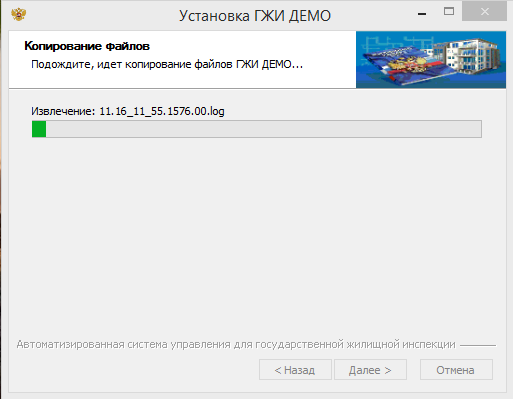 Установка ГЖИ ДЕМО
Копирование файлов
Подождите, идет копирование файлов ГЖИ ДЕМО...
Извлечение: 11.16_11_55.1576.00.log
Автоматизированная система управления для государственной жилищной инспекции
< Назад
Далее >
Отмена